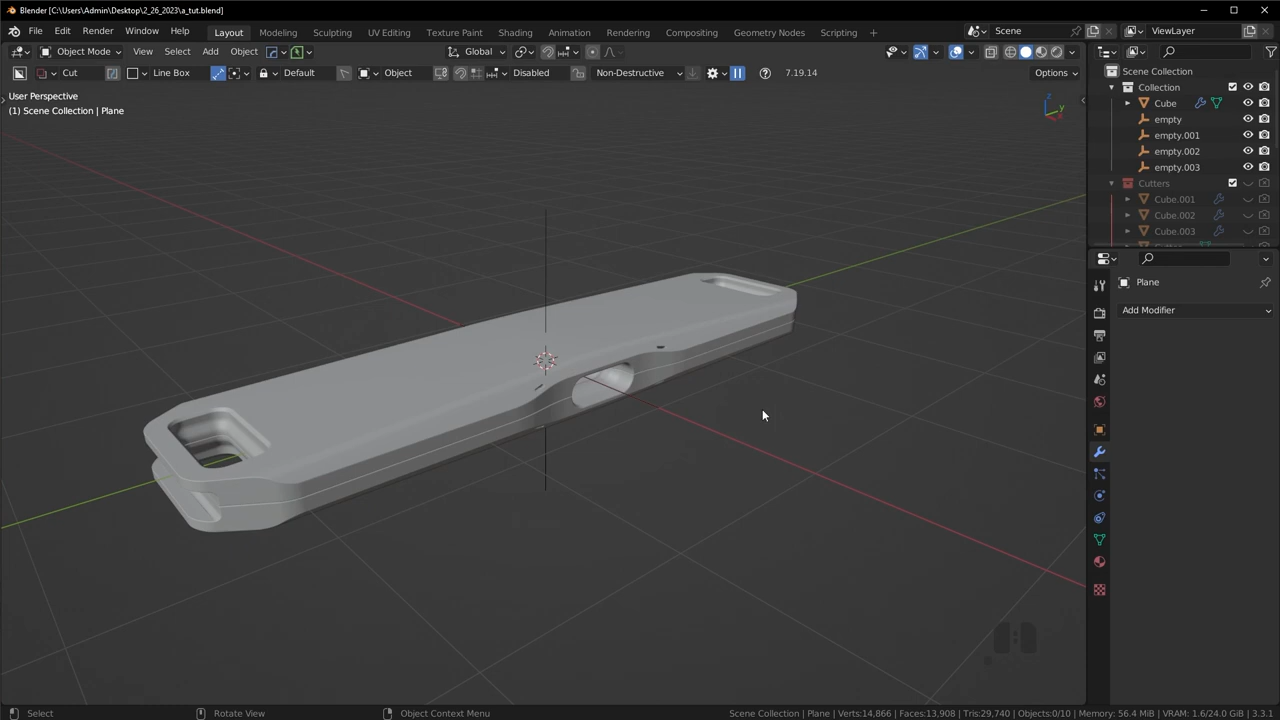 Blender [C:\Users\Admin\Desktop\2_26_2023\a_tut.blend]
File Edit Render Window Help Layout Modeling Sculpting UV Editing Texture Paint Shading Animation Rendering Compositing Geometry Nodes Scripting + Scene ViewLayer
Object Mode View Select Add Object Global
Cut Line Box Default Object Disabled Non-Destructive 7.19.14 Options
User Perspective
(1) Scene Collection | Plane
Z
Y
Scene Collection
Collection
Cube
empty
empty.001
empty.002
empty.003
Cutters
Cube.001
Cube.002
Cube.003
Plane
Add Modifier
Select Rotate View Object Context Menu Scene Collection | Plane | Verts:14,866 | Faces:13,908 | Tris:29,740 | Objects:0/10 | Memory: 56.4 MiB | VRAM: 1.6/24.0 GiB | 3.3.1